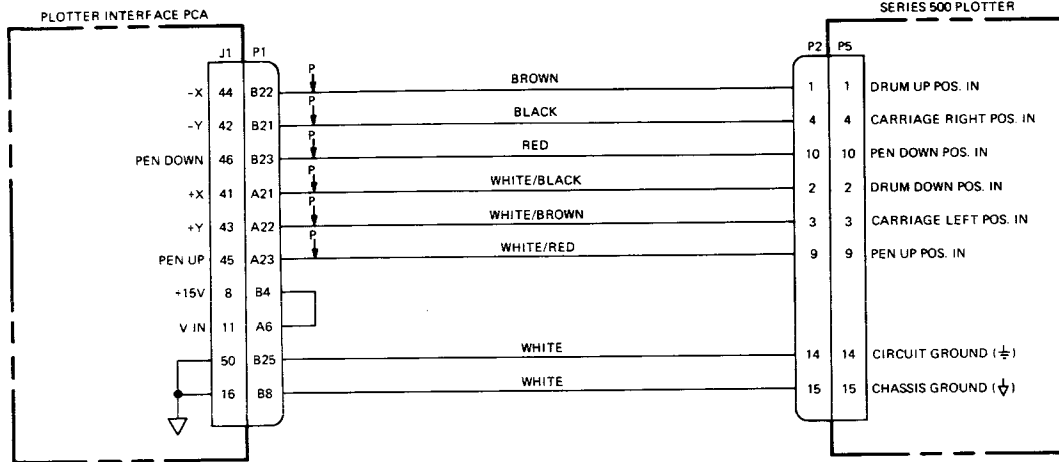 PLOTTER INTERFACE PCA
SERIES 500 PLOTTER
J1 P1
P2 P5
-X 44 B22 P BROWN 1 1 DRUM UP POS. IN
-Y 42 B21 P BLACK 4 4 CARRIAGE RIGHT POS. IN
PEN DOWN 46 B23 RED 10 10 PEN DOWN POS. IN
+X 41 A21 P WHITE/BLACK 2 2 DRUM DOWN POS. IN
+Y 43 A22 P WHITE/BROWN 3 3 CARRIAGE LEFT POS. IN
PEN UP 45 A23 P WHITE/RED 9 9 PEN UP POS. IN
+15V 8 B4
V IN 11 A6
50 B25 WHITE 14 14 CIRCUIT GROUND (⏚)
16 B8 WHITE 15 15 CHASSIS GROUND (▽)